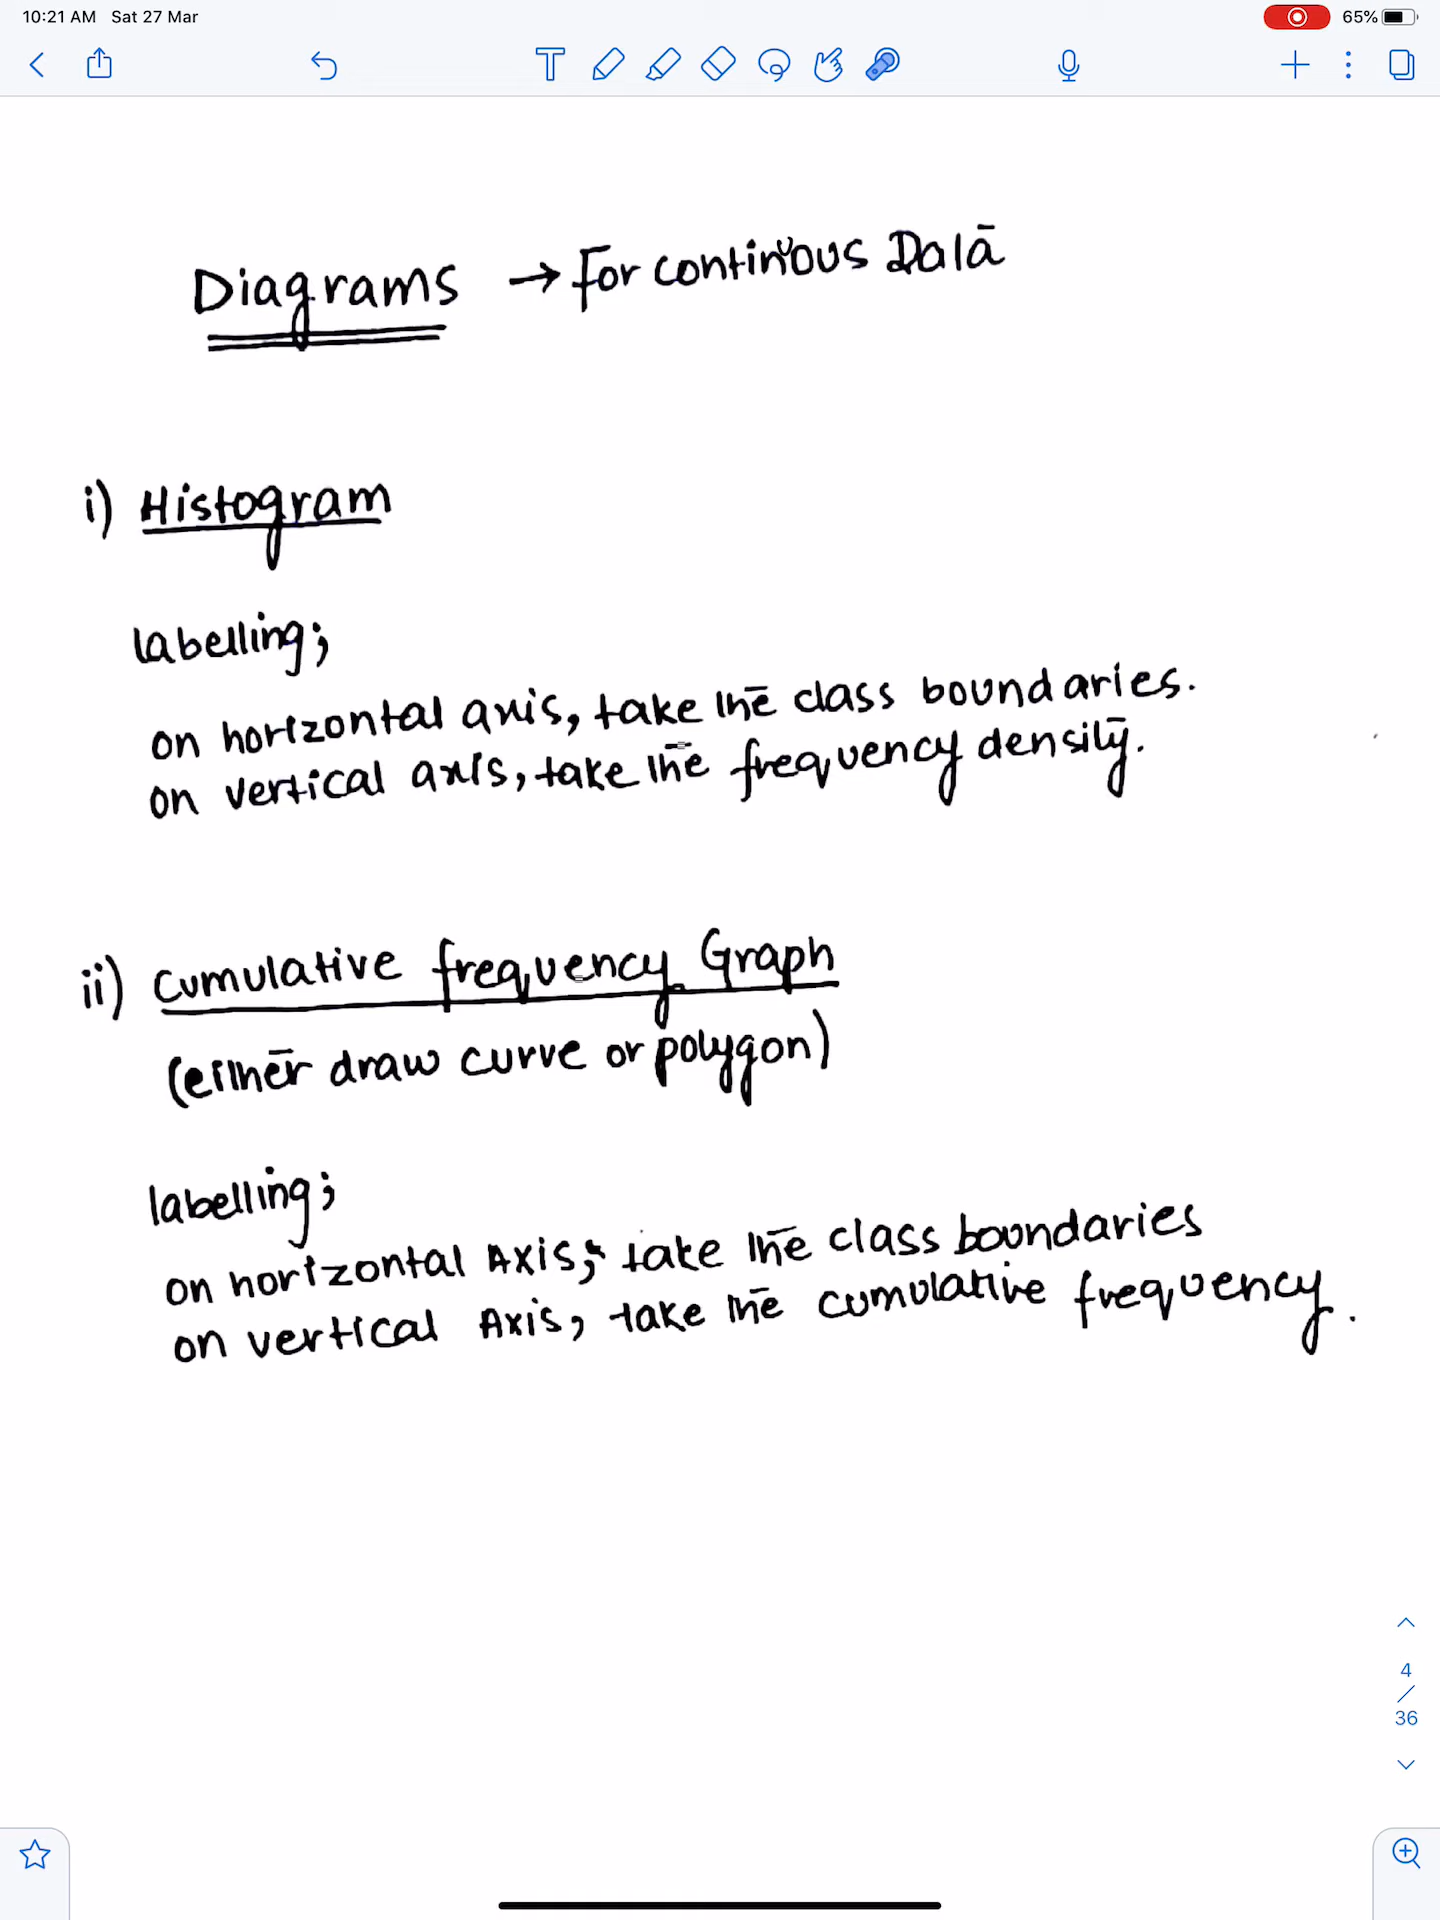 10:21 AM Sat 27 Mar 65%
Diagrams → For continuous Data
i) Histogram
labelling;
on horizontal axis, take the class boundaries.
on vertical axis, take the frequency density.
ii) Cumulative frequency Graph
(either draw curve or polygon)
labelling;
on horizontal Axis, take the class boundaries
on vertical Axis, take the cumulative frequency.
4
/
36